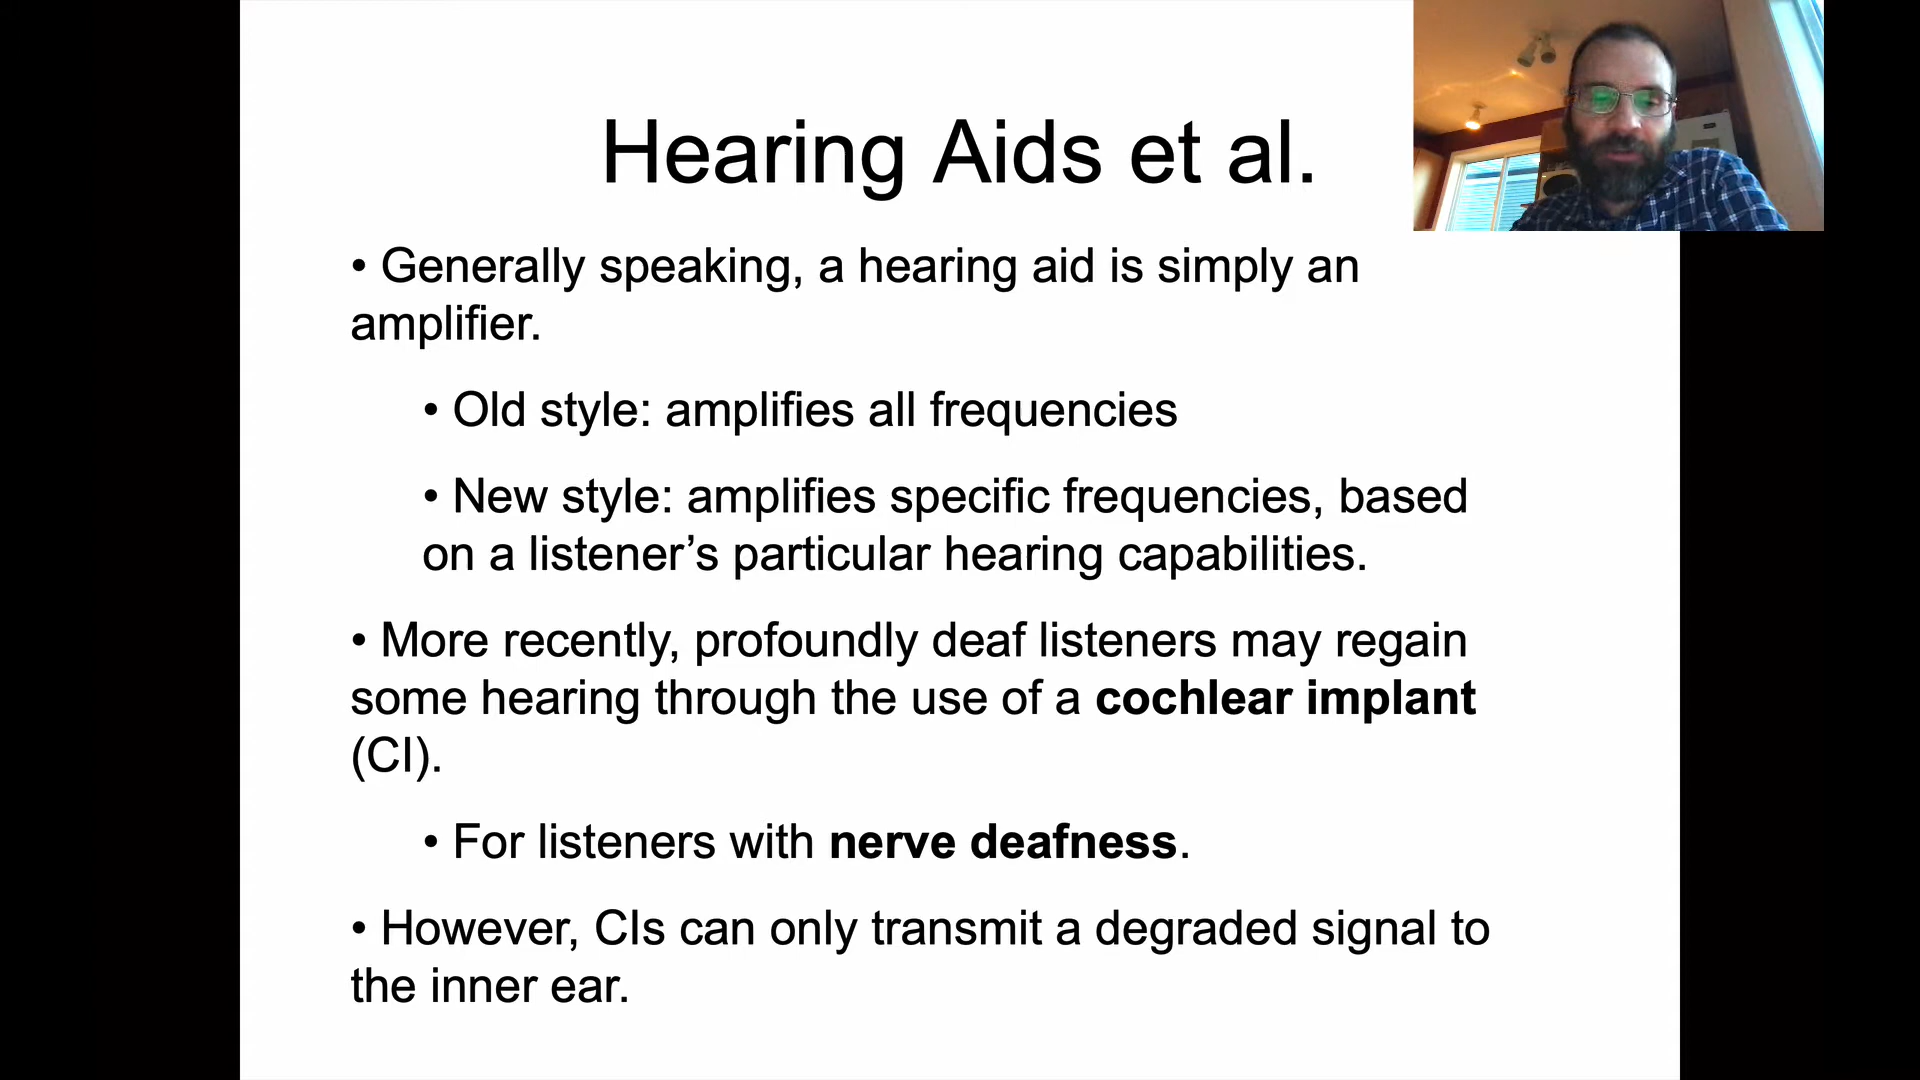 Hearing Aids et al.
• Generally speaking, a hearing aid is simply an
amplifier.
• Old style: amplifies all frequencies
• New style: amplifies specific frequencies, based
on a listener’s particular hearing capabilities.
• More recently, profoundly deaf listeners may regain
some hearing through the use of a cochlear implant
(CI).
• For listeners with nerve deafness.
• However, CIs can only transmit a degraded signal to
the inner ear.